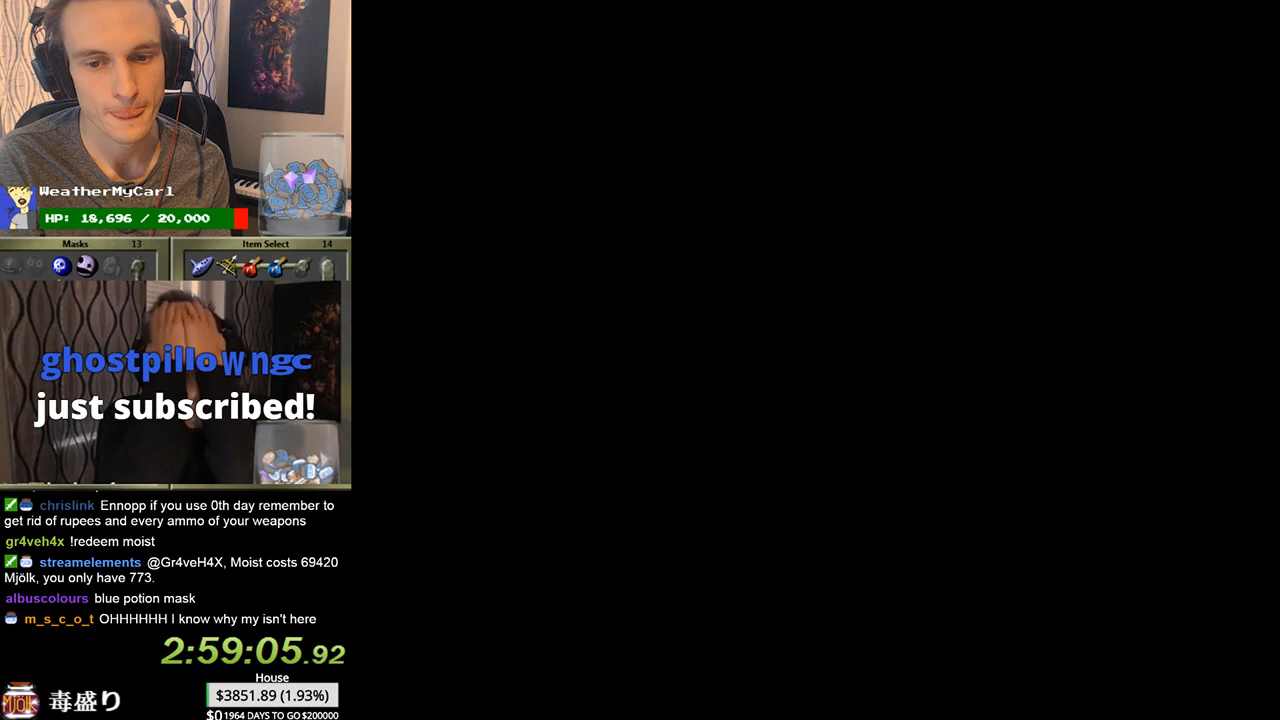 WeatherMyCarl
HP: 18,696 / 20,000
Masks 13
Item Select 14
ghostpillowngc
just subscribed!
chrislink Ennopp if you use 0th day remember to
get rid of rupees and every ammo of your weapons
gr4veh4x !redeem moist
streamelements @Gr4veH4X, Moist costs 69420
Mjölk, you only have 773.
albuscolours blue potion mask
m_s_c_o_t OHHHHHH I know why my isn't here
2:59:05.92
House
$3851.89 (1.93%)
$0 1964 DAYS TO GO $200000
MJÖLK 毒盛り